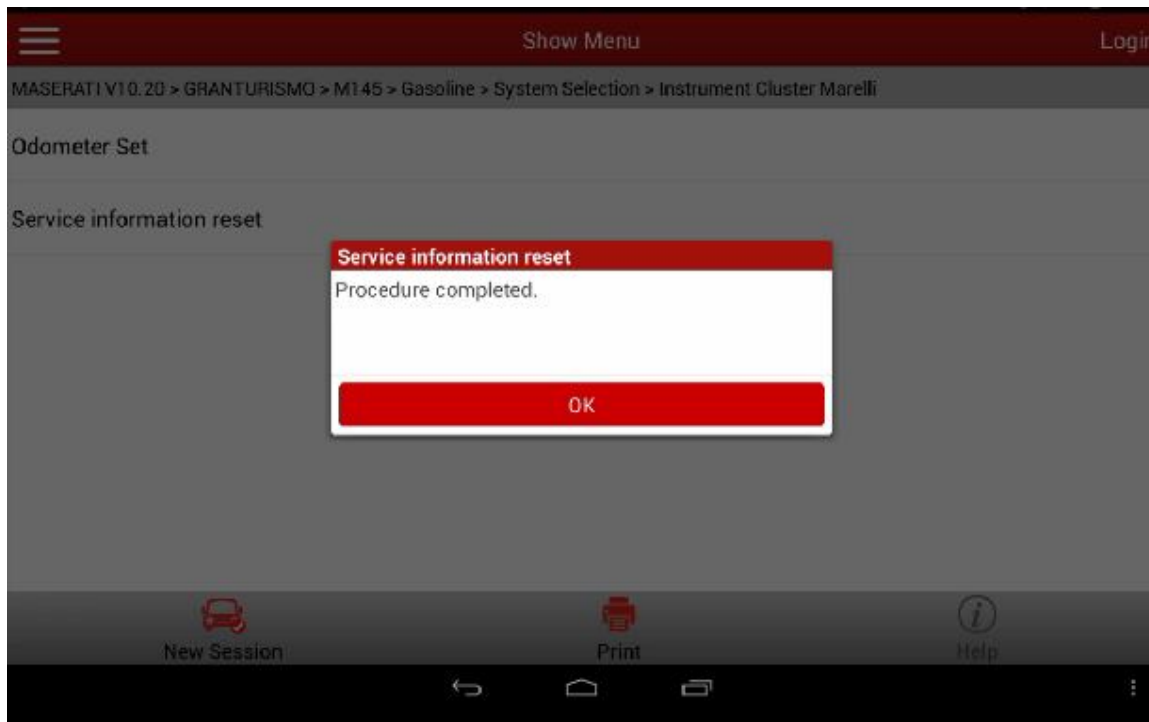 Show Menu
Login
MASERATI V10.20 > GRANTURISMO > M145 > Gasoline > System Selection > Instrument Cluster Marelli
Odometer Set
Service information reset
Service information reset
Procedure completed.
OK
New Session
Print
Help